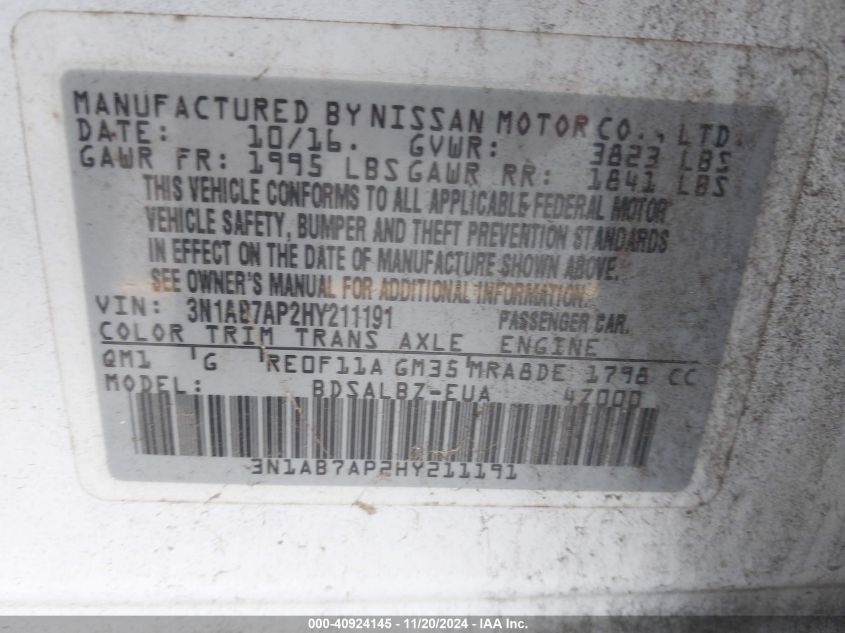 MANUFACTURED BY NISSAN MOTOR CO., LTD.
DATE: 10/16. GVWR: 3823 LBS
GAWR FR: 1995 LBS GAWR RR: 1841 LBS
THIS VEHICLE CONFORMS TO ALL APPLICABLE FEDERAL MOTOR
VEHICLE SAFETY, BUMPER AND THEFT PREVENTION STANDARDS
IN EFFECT ON THE DATE OF MANUFACTURE SHOWN ABOVE.
SEE OWNER'S MANUAL FOR ADDITIONAL INFORMATION.
VIN: 3N1AB7AP2HY211191 PASSENGER CAR.
COLOR TRIM TRANS AXLE ENGINE
QM1 G RE0F11A GM35 MRA8DE 1798 CC
MODEL: BDSALBZ-EUA 47000
3N1AB7AP2HY211191
000-40924145 - 11/20/2024 - IAA Inc.